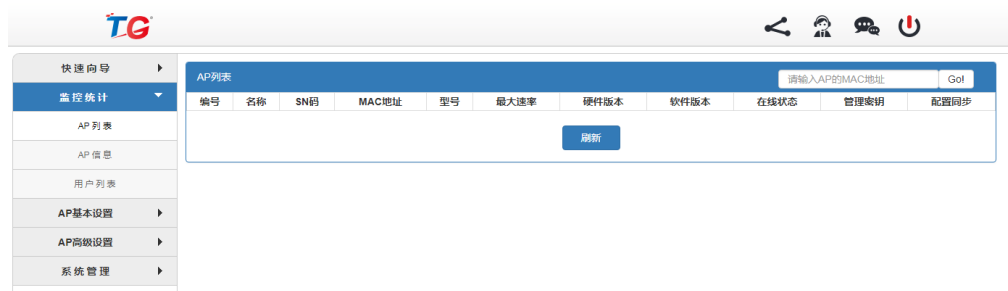 TG
快速向导
监控统计
AP列表
AP信息
用户列表
AP基本设置
AP高级设置
系统管理
AP列表 请输入AP的MAC地址 Go!
编号 名称 SN码 MAC地址 型号 最大速率 硬件版本 软件版本 在线状态 管理密钥 配置同步
刷新